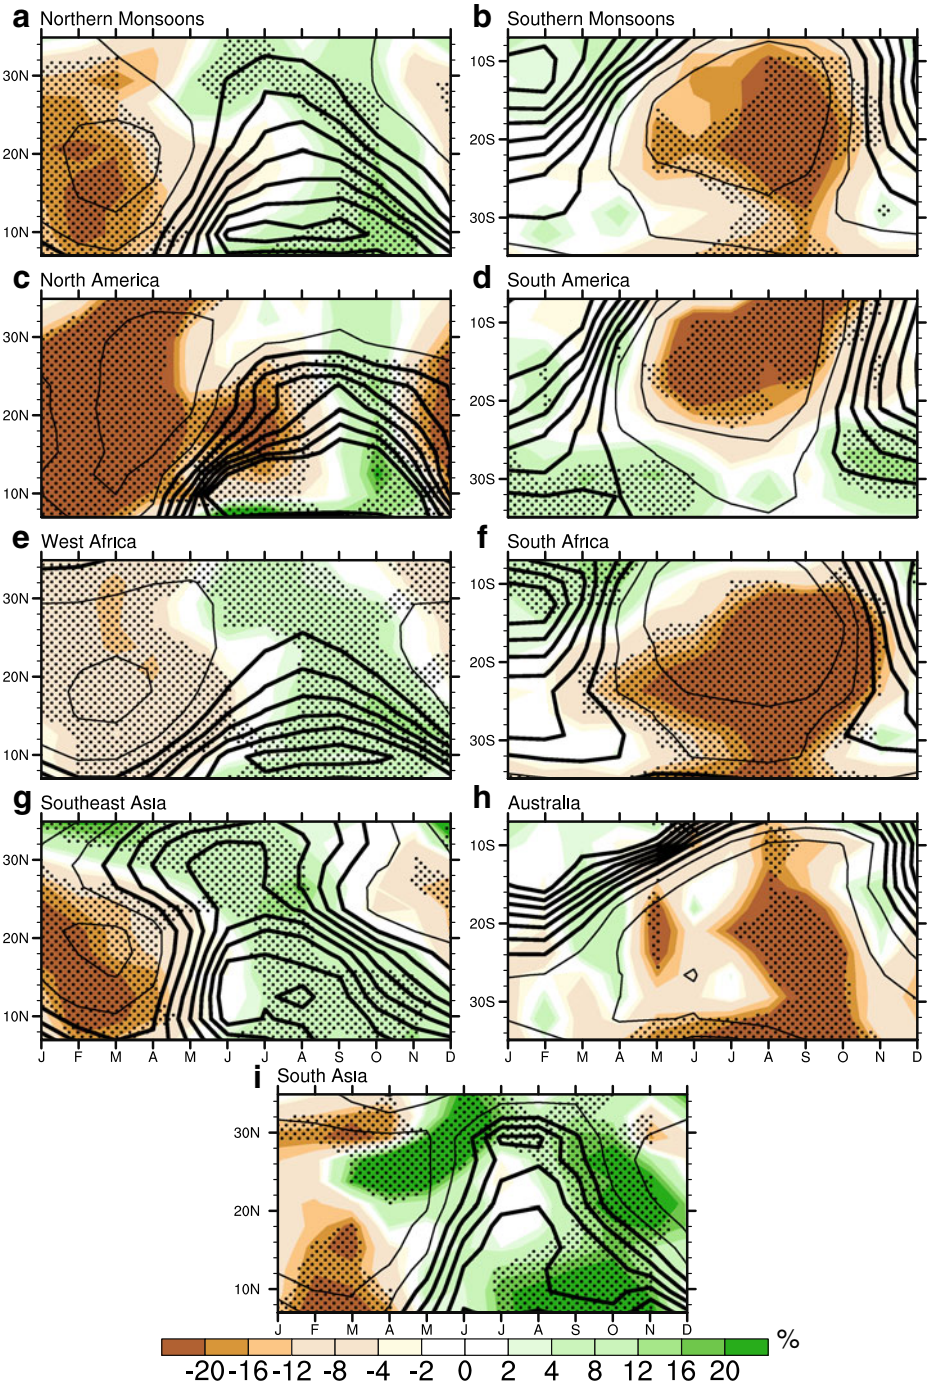 a Northern Monsoons
30N
20N
10N
b Southern Monsoons
10S
20S
30S
c North America
30N
20N
10N
d South America
10S
20S
30S
e West Africa
30N
20N
10N
f South Africa
10S
20S
30S
g Southeast Asia
30N
20N
10N
J F M A M J J A S O N D
h Australia
10S
20S
30S
J F M A M J J A S O N D
i South Asia
30N
20N
10N
J F M A M J J A S O N D
%
-20 -16 -12 -8 -4 -2 0 2 4 8 12 16 20